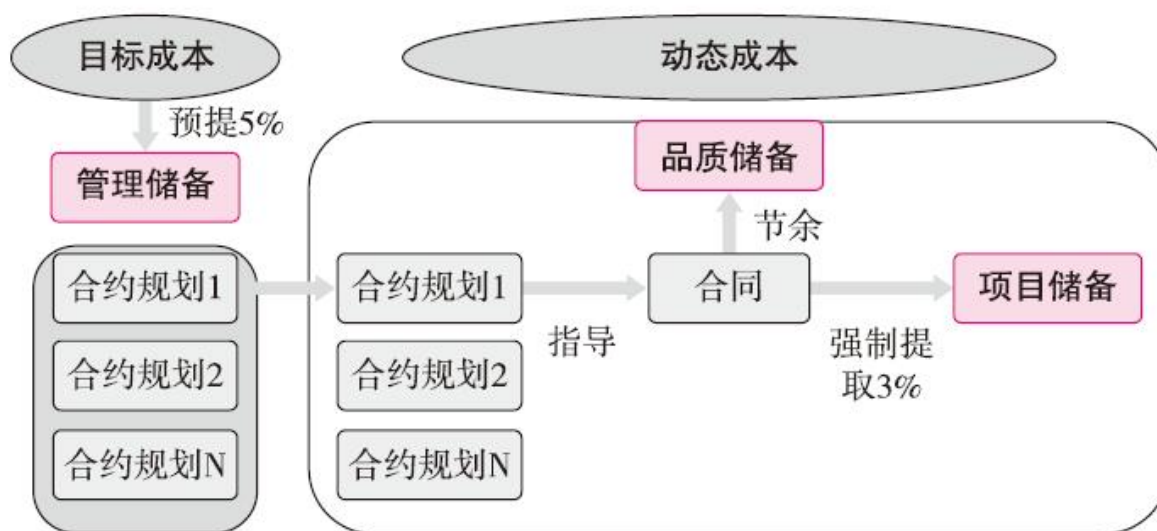 目标成本
动态成本
预提5%
管理储备
品质储备
节余
合约规划1
合约规划1
合同
项目储备
指导
强制提
取3%
合约规划2
合约规划2
合约规划N
合约规划N